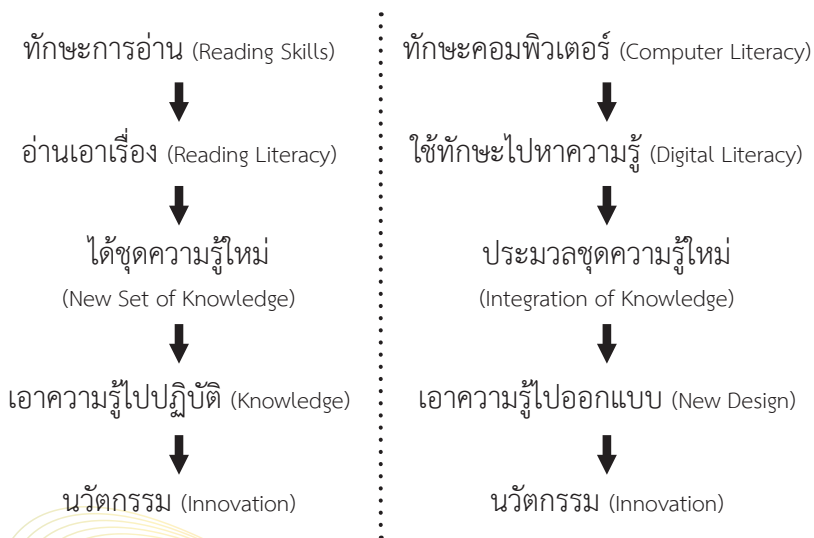 ทักษะการอ่าน (Reading Skills)
อ่านเอาเรื่อง (Reading Literacy)
ได้ชุดความรู้ใหม่
(New Set of Knowledge)
เอาความรู้ไปปฏิบัติ (Knowledge)
นวัตกรรม (Innovation)
ทักษะคอมพิวเตอร์ (Computer Literacy)
ใช้ทักษะไปหาความรู้ (Digital Literacy)
ประมวลชุดความรู้ใหม่
(Integration of Knowledge)
เอาความรู้ไปออกแบบ (New Design)
นวัตกรรม (Innovation)